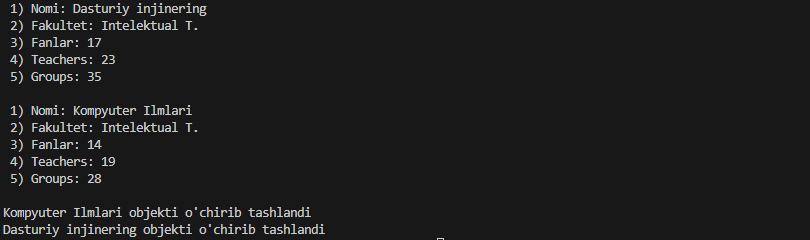 1) Nomi: Dasturiy injinering
2) Fakultet: Intelektual T.
3) Fanlar: 17
4) Teachers: 23
5) Groups: 35
1) Nomi: Kompyuter Ilmlari
2) Fakultet: Intelektual T.
3) Fanlar: 14
4) Teachers: 19
5) Groups: 28
Kompyuter Ilmlari objekti o'chirib tashlandi
Dasturiy injinering objekti o'chirib tashlandi